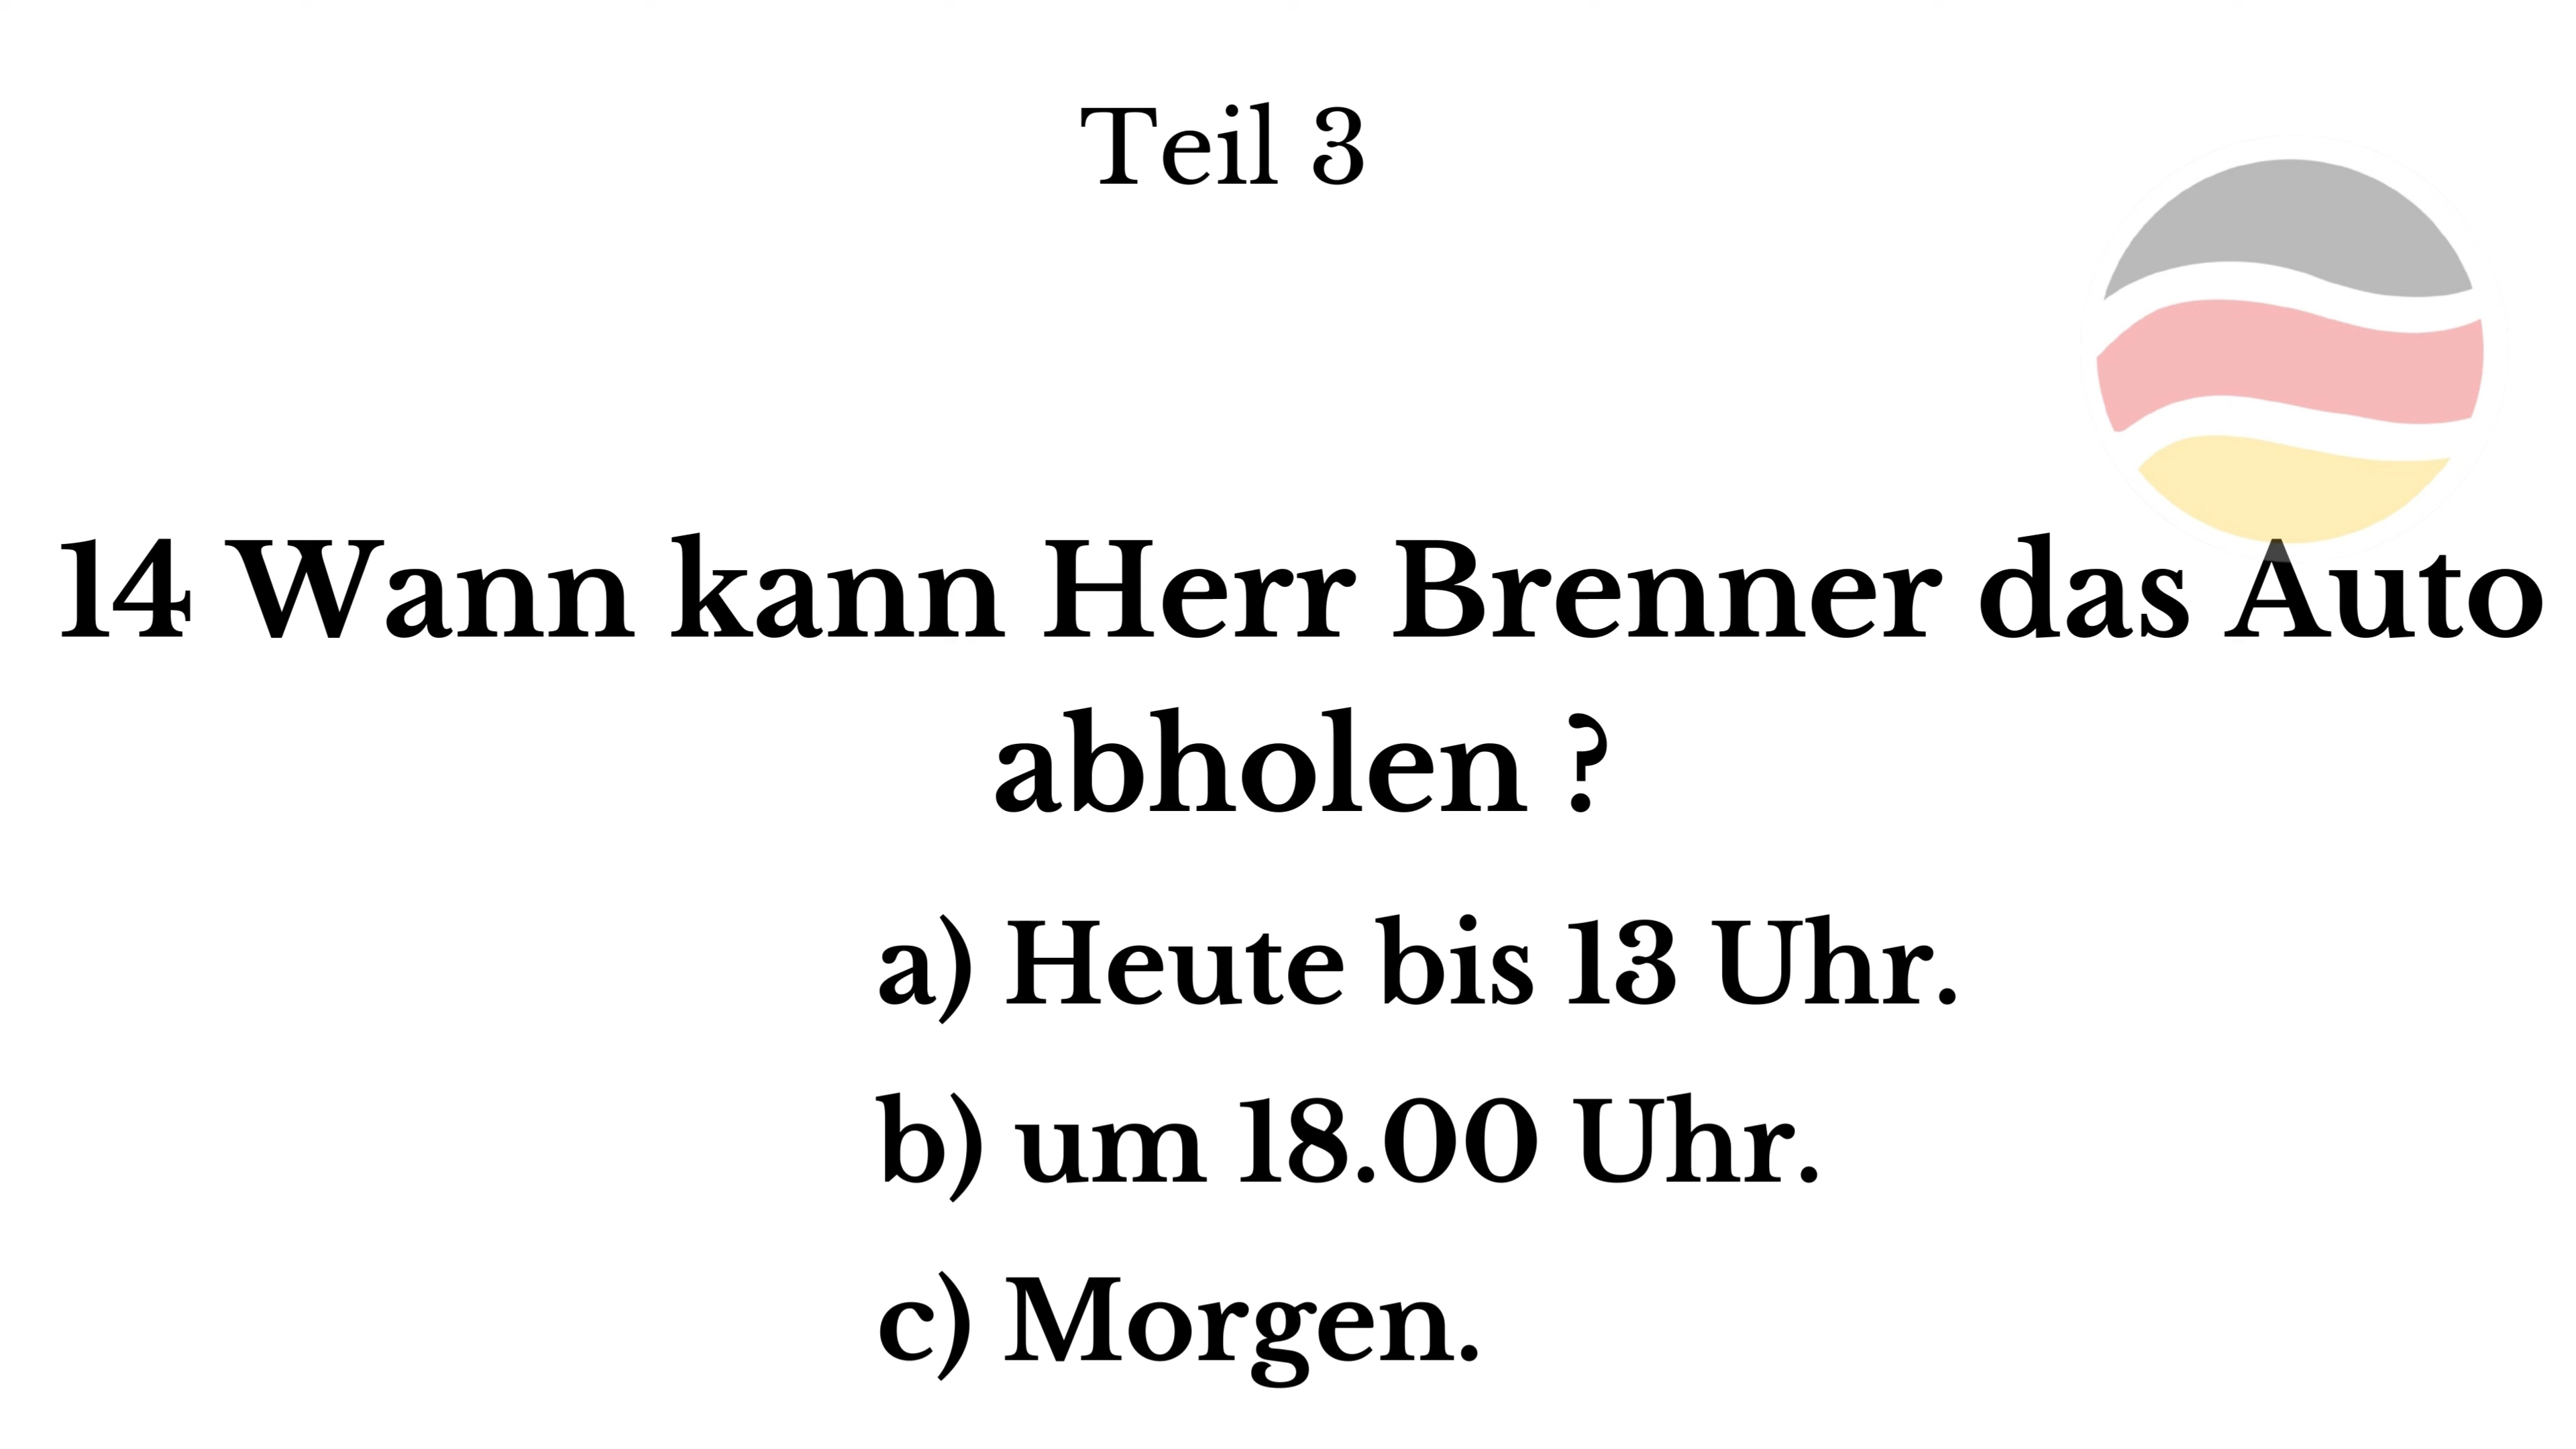 Teil 3
14 Wann kann Herr Brenner das Auto
abholen ?
a) Heute bis 13 Uhr.
b) um 18.00 Uhr.
c) Morgen.